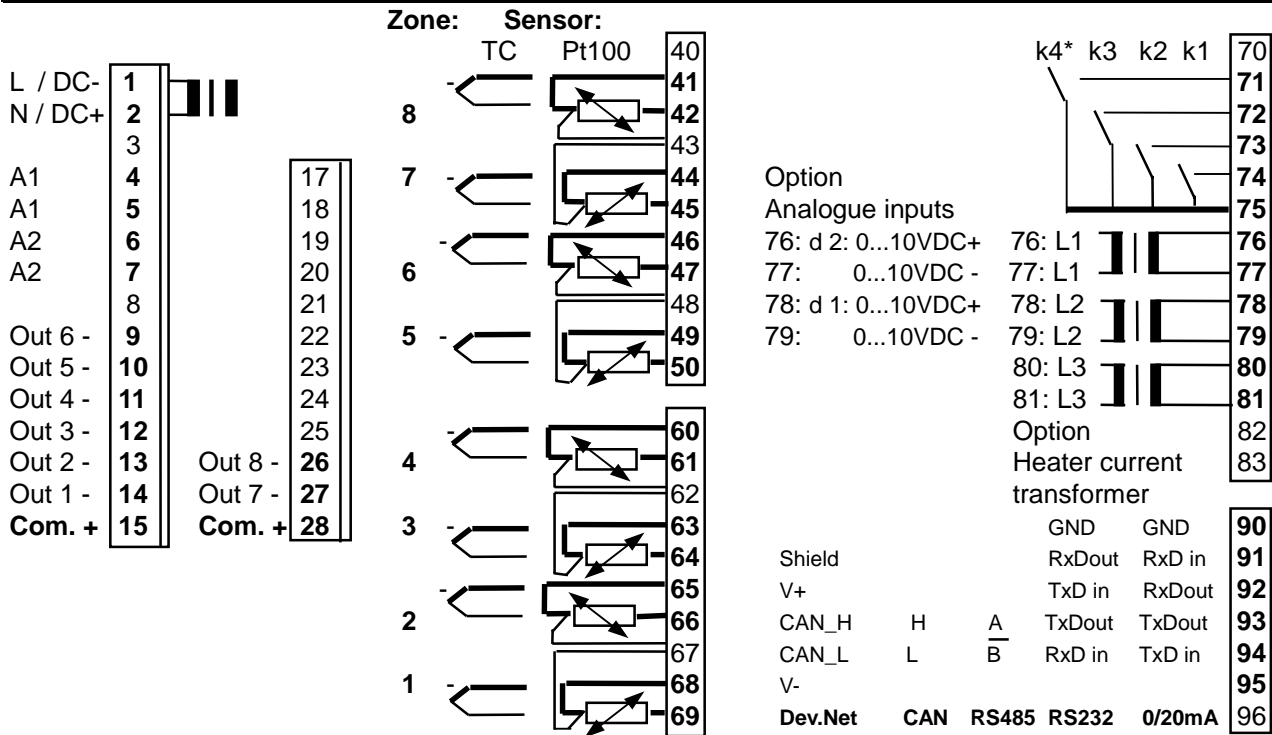 Zone: Sensor:
TC Pt100 40
L / DC- 1
N / DC+ 2
3
A1 4
A1 5
A2 6
A2 7
8
Out 6 - 9
Out 5 - 10
Out 4 - 11
Out 3 - 12
Out 2 - 13
Out 1 - 14
Com. + 15
17
18
19
20
21
22
23
24
25
Out 8 - 26
Out 7 - 27
Com. + 28
- 41
8 42
43
7 - 44
45
- 46
6 47
48
5 - 49
50
- 60
4 61
62
3 - 63
64
- 65
2 66
67
1 - 68
69
k4* k3 k2 k1 70
71
72
73
74
75
Option
Analogue inputs
76: d 2: 0...10VDC+ 76: L1 76
77: 0...10VDC - 77: L1 77
78: d 1: 0...10VDC+ 78: L2 78
79: 0...10VDC - 79: L2 79
80: L3 80
81: L3 81
Option 82
Heater current 83
transformer
GND GND 90
Shield RxDout RxD in 91
V+ TxD in RxDout 92
CAN_H H A TxDout TxDout 93
CAN_L L B RxD in TxD in 94
V- 95
Dev.Net CAN RS485 RS232 0/20mA 96